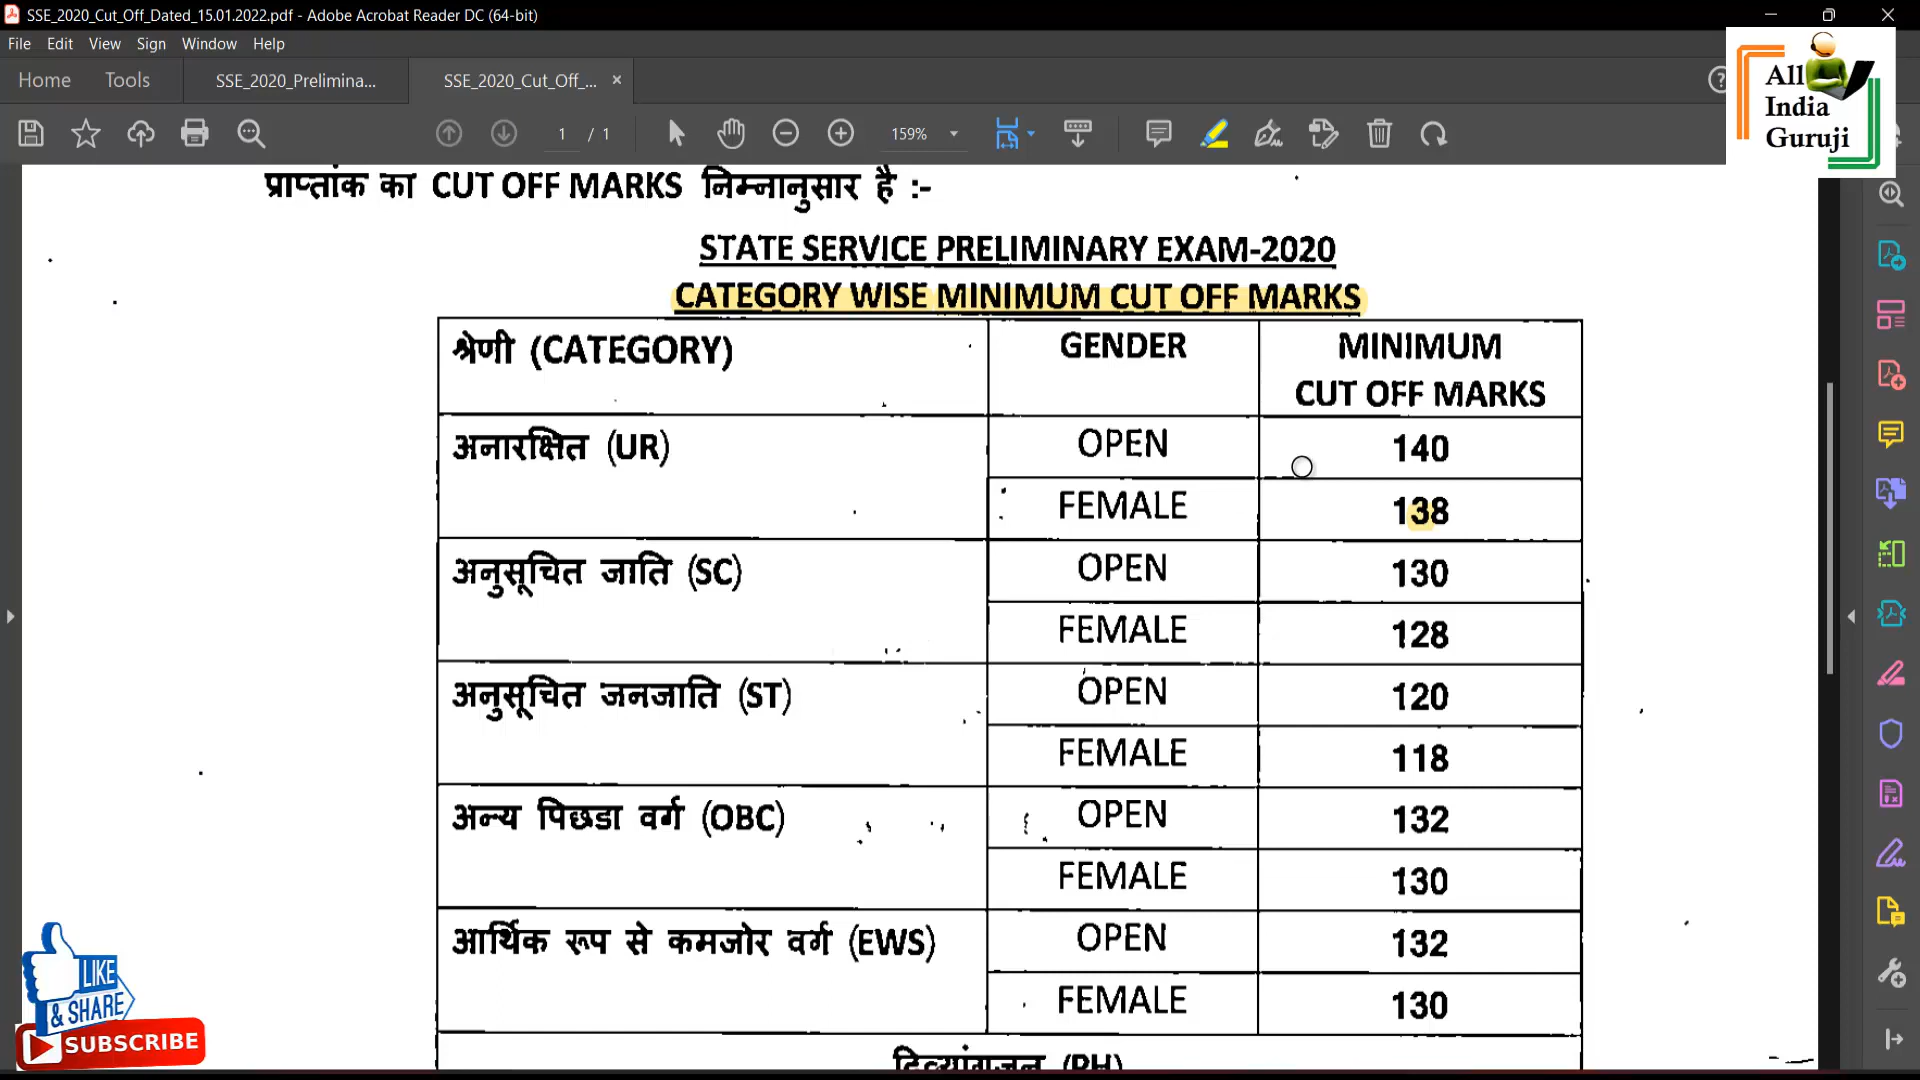 SSE_2020_Cut_Off_Dated_15.01.2022.pdf - Adobe Acrobat Reader DC (64-bit)
File Edit View Sign Window Help
Home Tools SSE_2020_Prelimina... SSE_2020_Cut_Off_...
1 / 1 159%
All
India
Guruji
प्राप्तांक का CUT OFF MARKS निम्नानुसार है :-
STATE SERVICE PRELIMINARY EXAM-2020
CATEGORY WISE MINIMUM CUT OFF MARKS
श्रेणी (CATEGORY) GENDER MINIMUM
CUT OFF MARKS
अनारक्षित (UR) OPEN 140
FEMALE 138
अनुसूचित जाति (SC) OPEN 130
FEMALE 128
अनुसूचित जनजाति (ST) OPEN 120
FEMALE 118
अन्य पिछडा वर्ग (OBC) OPEN 132
FEMALE 130
आर्थिक रूप से कमजोर वर्ग (EWS) OPEN 132
FEMALE 130
दिव्यांगजन (PH)
LIKE
& SHARE
SUBSCRIBE